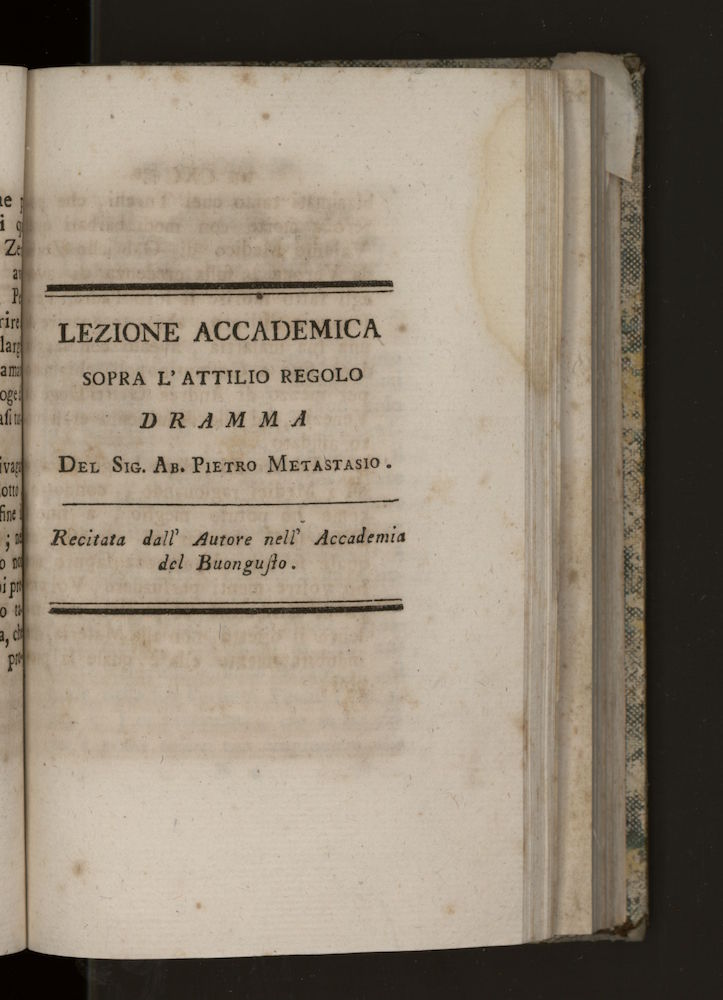 LEZIONE ACCADEMICA
SOPRA L' ATTILIO REGOLO
DRAMMA
DEL SIG. AB. PIETRO METASTASIO.
Recitata dall' Autore nell' Accademia
del Buonguſto.